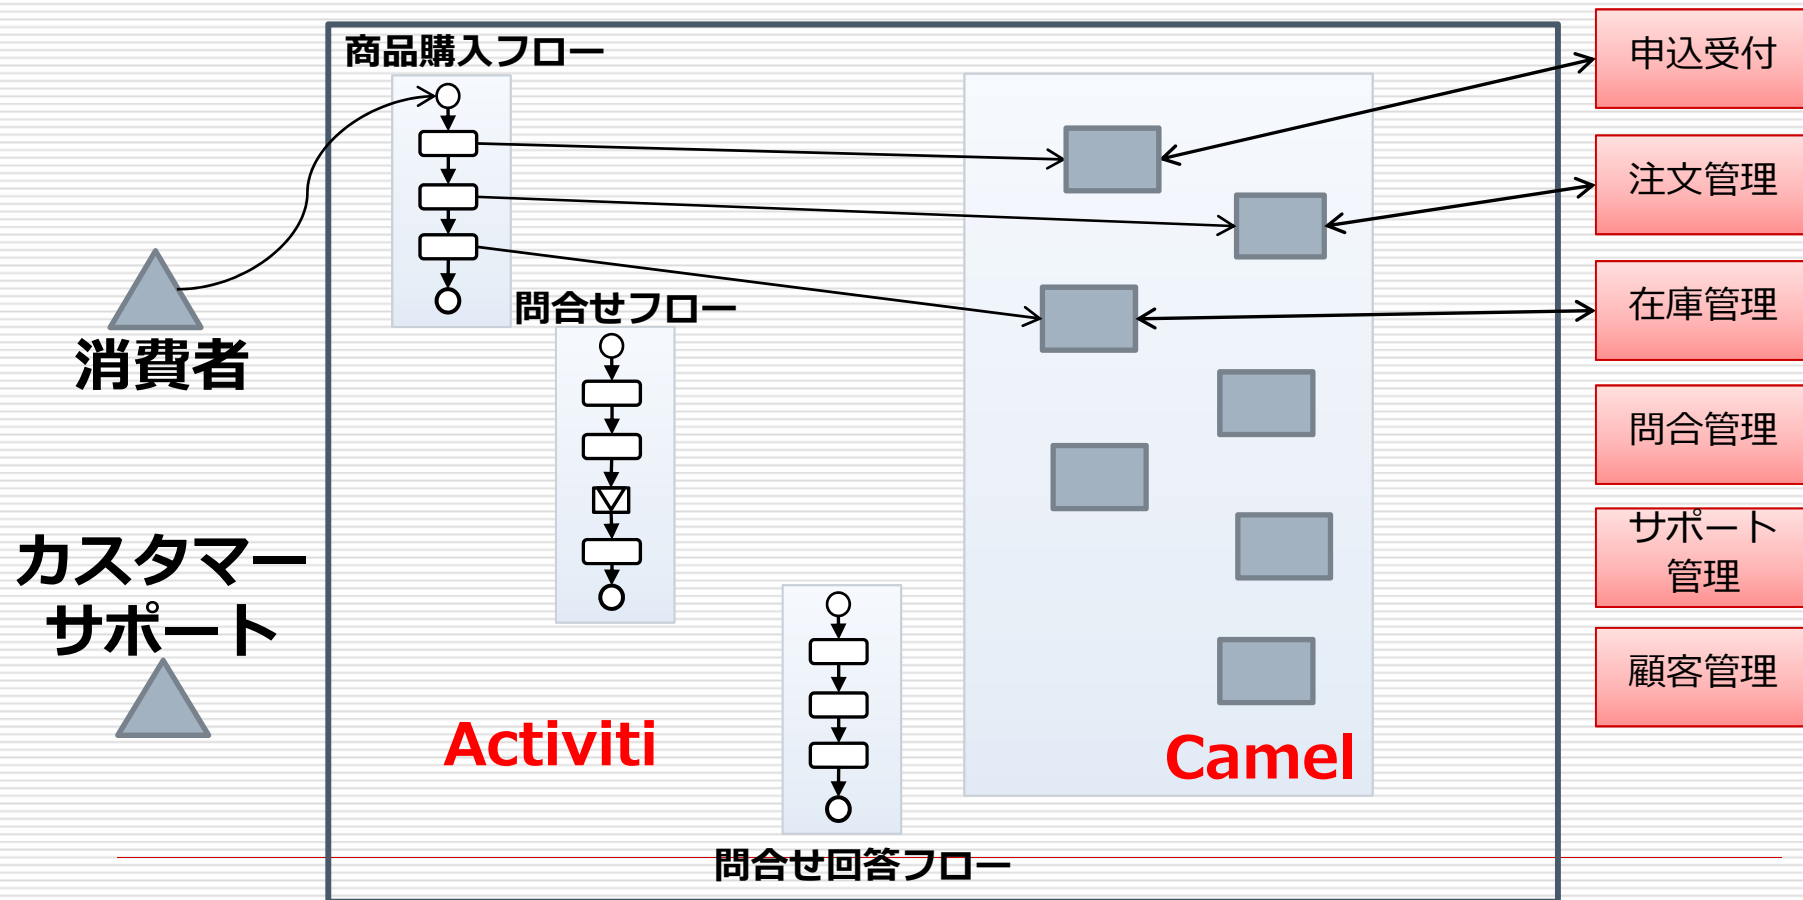 商品購入フロー
申込受付
注文管理
問合せフロー
在庫管理
消費者
問合管理
カスタマー
サポート
サポート
管理
顧客管理
Activiti
Camel
問合せ回答フロー